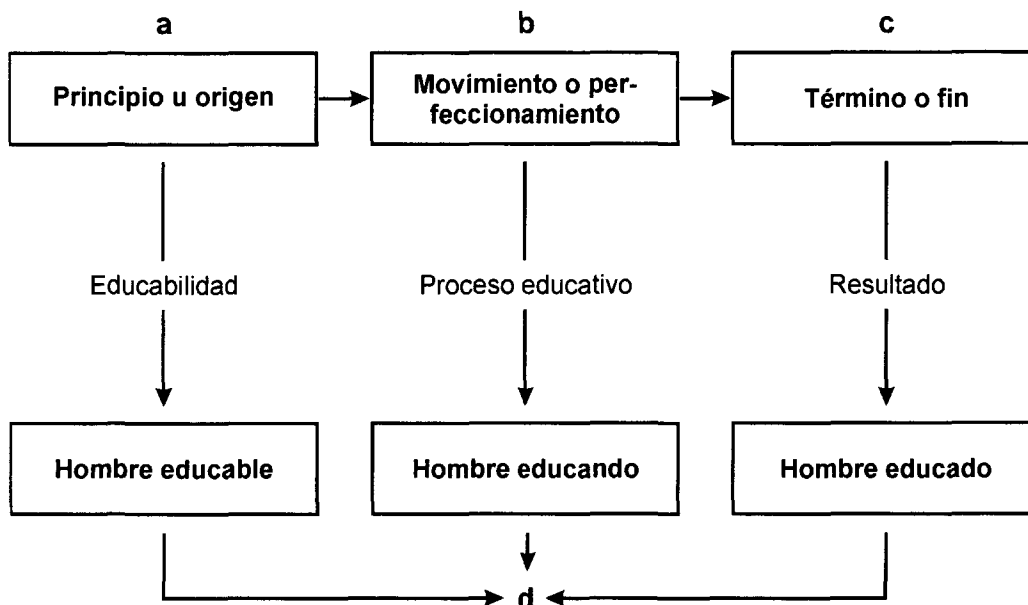 a
b
c
Principio u origen
Movimiento o per-
feccionamiento
Término o fin
Educabilidad
Proceso educativo
Resultado
Hombre educable
Hombre educando
Hombre educado
d